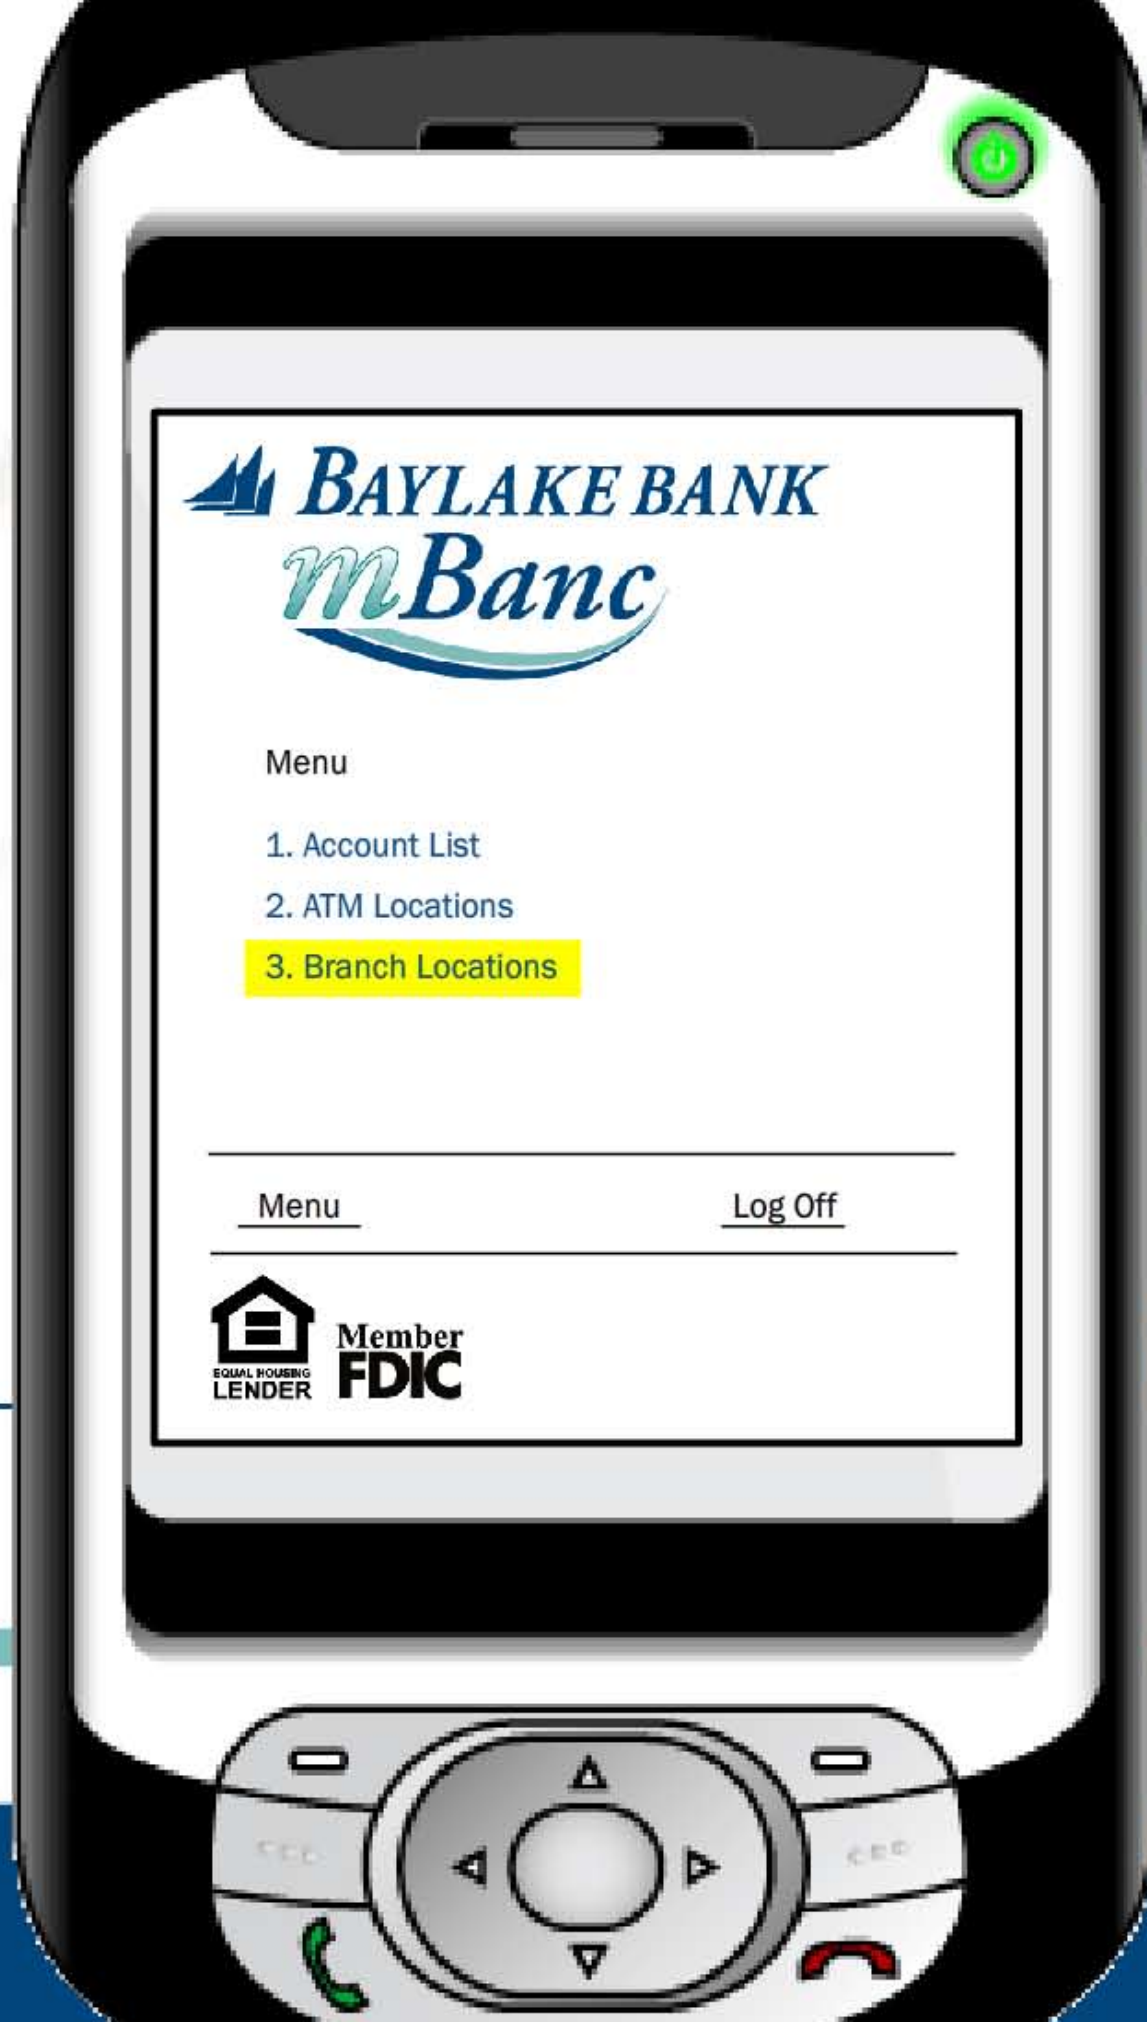 BAYLAKE BANK
mBanc
Menu
1. Account List
2. ATM Locations
3. Branch Locations
Menu Log Off
EQUAL HOUSING
LENDER
Member
FDIC